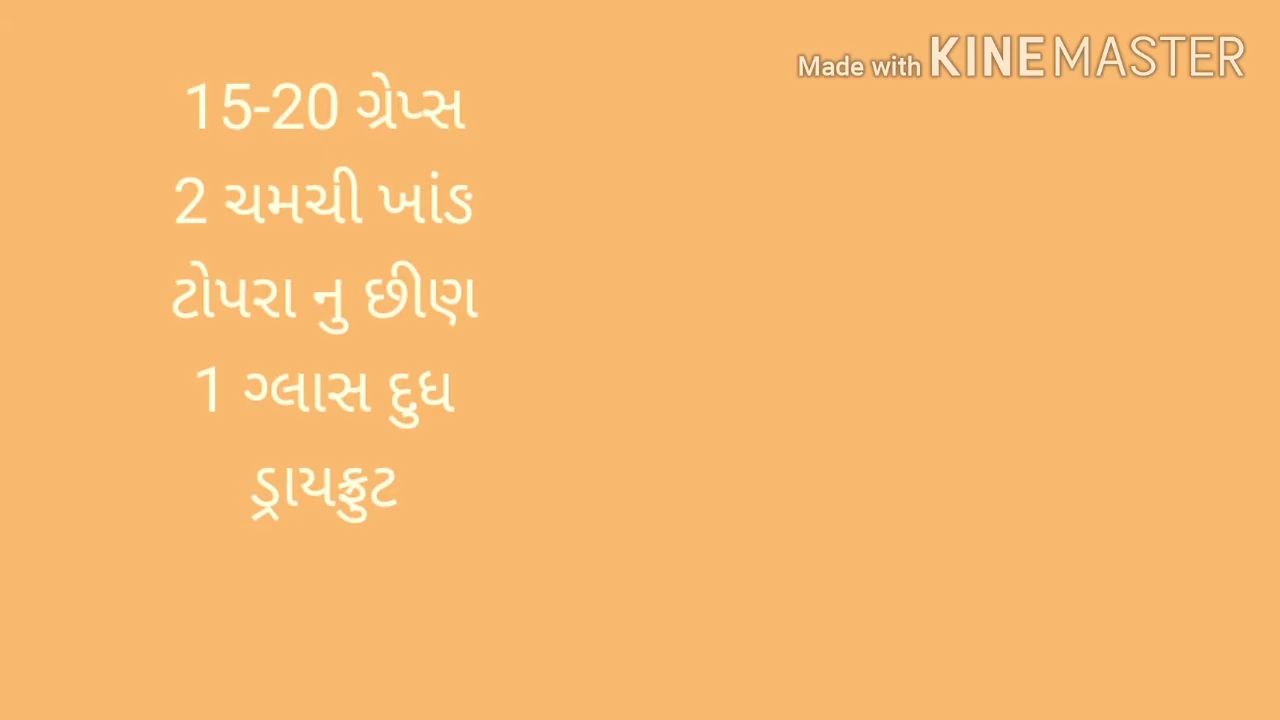 Made with KINEMASTER
15-20 ગ્રેપ્સ
2 ચમચી ખાંડ
ટોપરા નુ છીણ
1 ગ્લાસ દુધ
ડ્રાયફ્રુટ